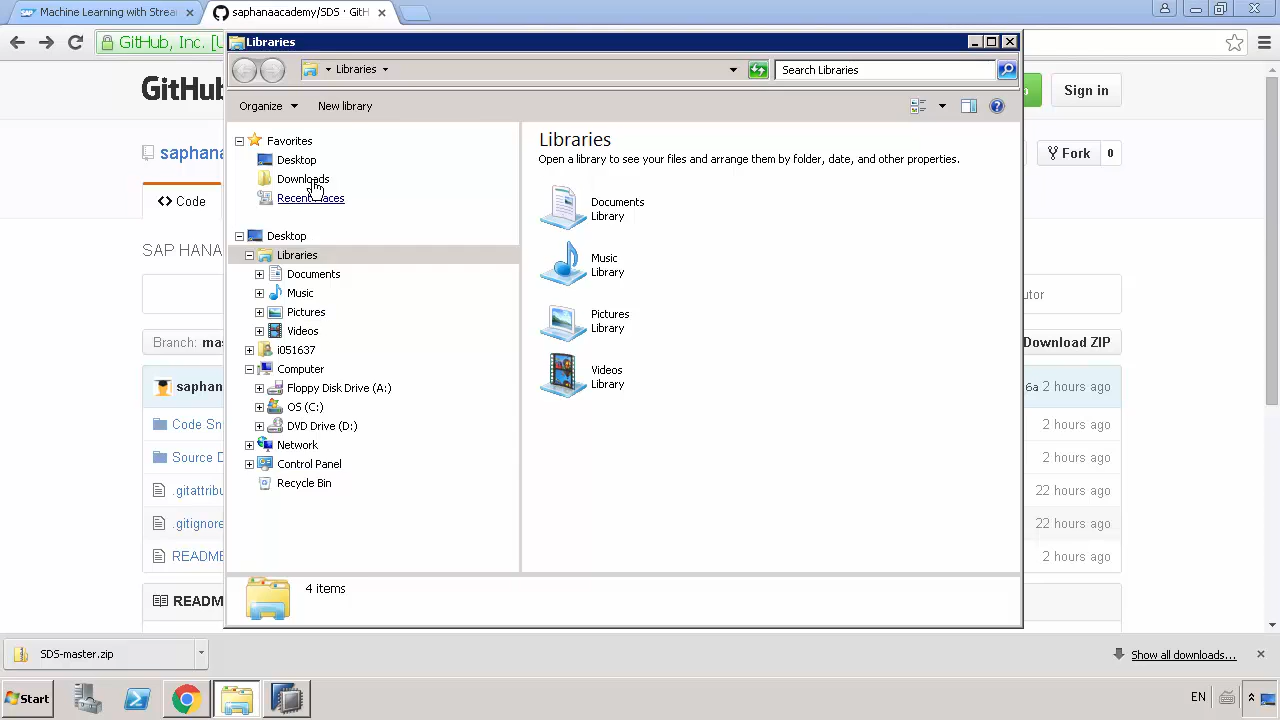 Machine Learning with Stream
saphanaacademy/SDS · GitH
GitHub, Inc. [U
Libraries
Libraries
Search Libraries
Organize
New library
Favorites
Desktop
Downloads
Desktop
Libraries
Documents
Music
Pictures
Videos
i051637
Computer
Floppy Disk Drive (A:)
OS (C:)
DVD Drive (D:)
Network
Control Panel
Recycle Bin
Libraries
Open a library to see your files and arrange them by folder, date, and other properties.
Documents
Library
Music
Library
Pictures
Library
Videos
Library
4 items
GitHub
Sign in
saphana
Fork 0
Code
SAP HANA
Branch:
Download ZIP
saphan
6a 2 hours ago
Code Sn
2 hours ago
Source D
2 hours ago
.gitattribu
22 hours ago
.gitignore
22 hours ago
README
2 hours ago
READM
SDS-master.zip
Show all downloads...
Start
EN